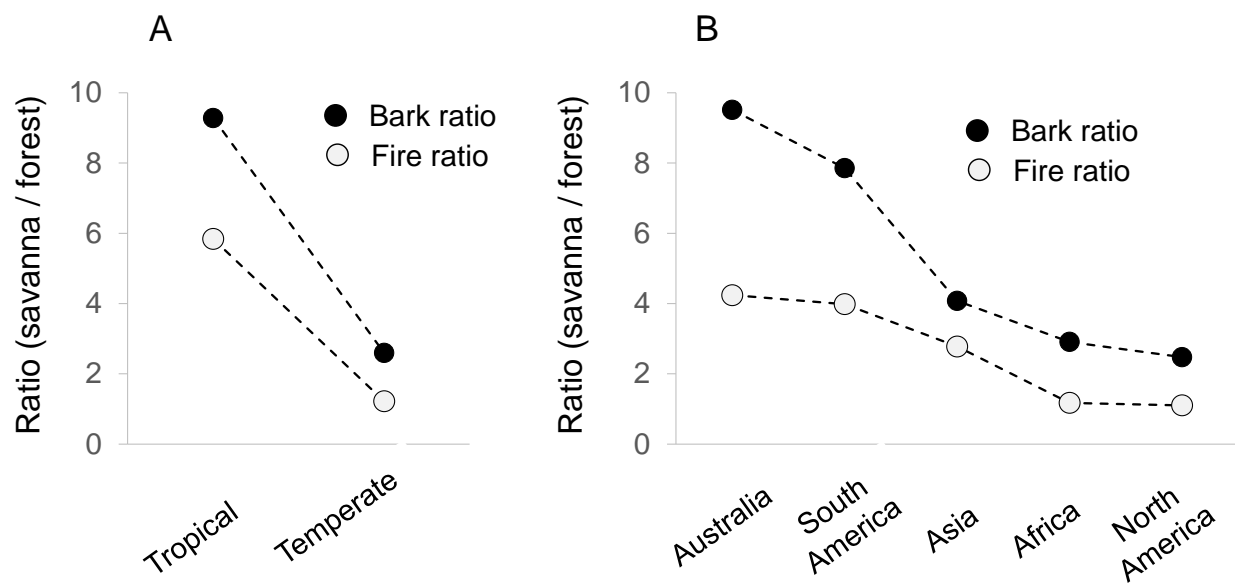 A
Ratio (savanna / forest)
10
8
6
4
2
0
Bark ratio
Fire ratio
Tropical
Temperate
B
Ratio (savanna / forest)
10
8
6
4
2
0
Bark ratio
Fire ratio
Australia
South
America
Asia
Africa
North
America